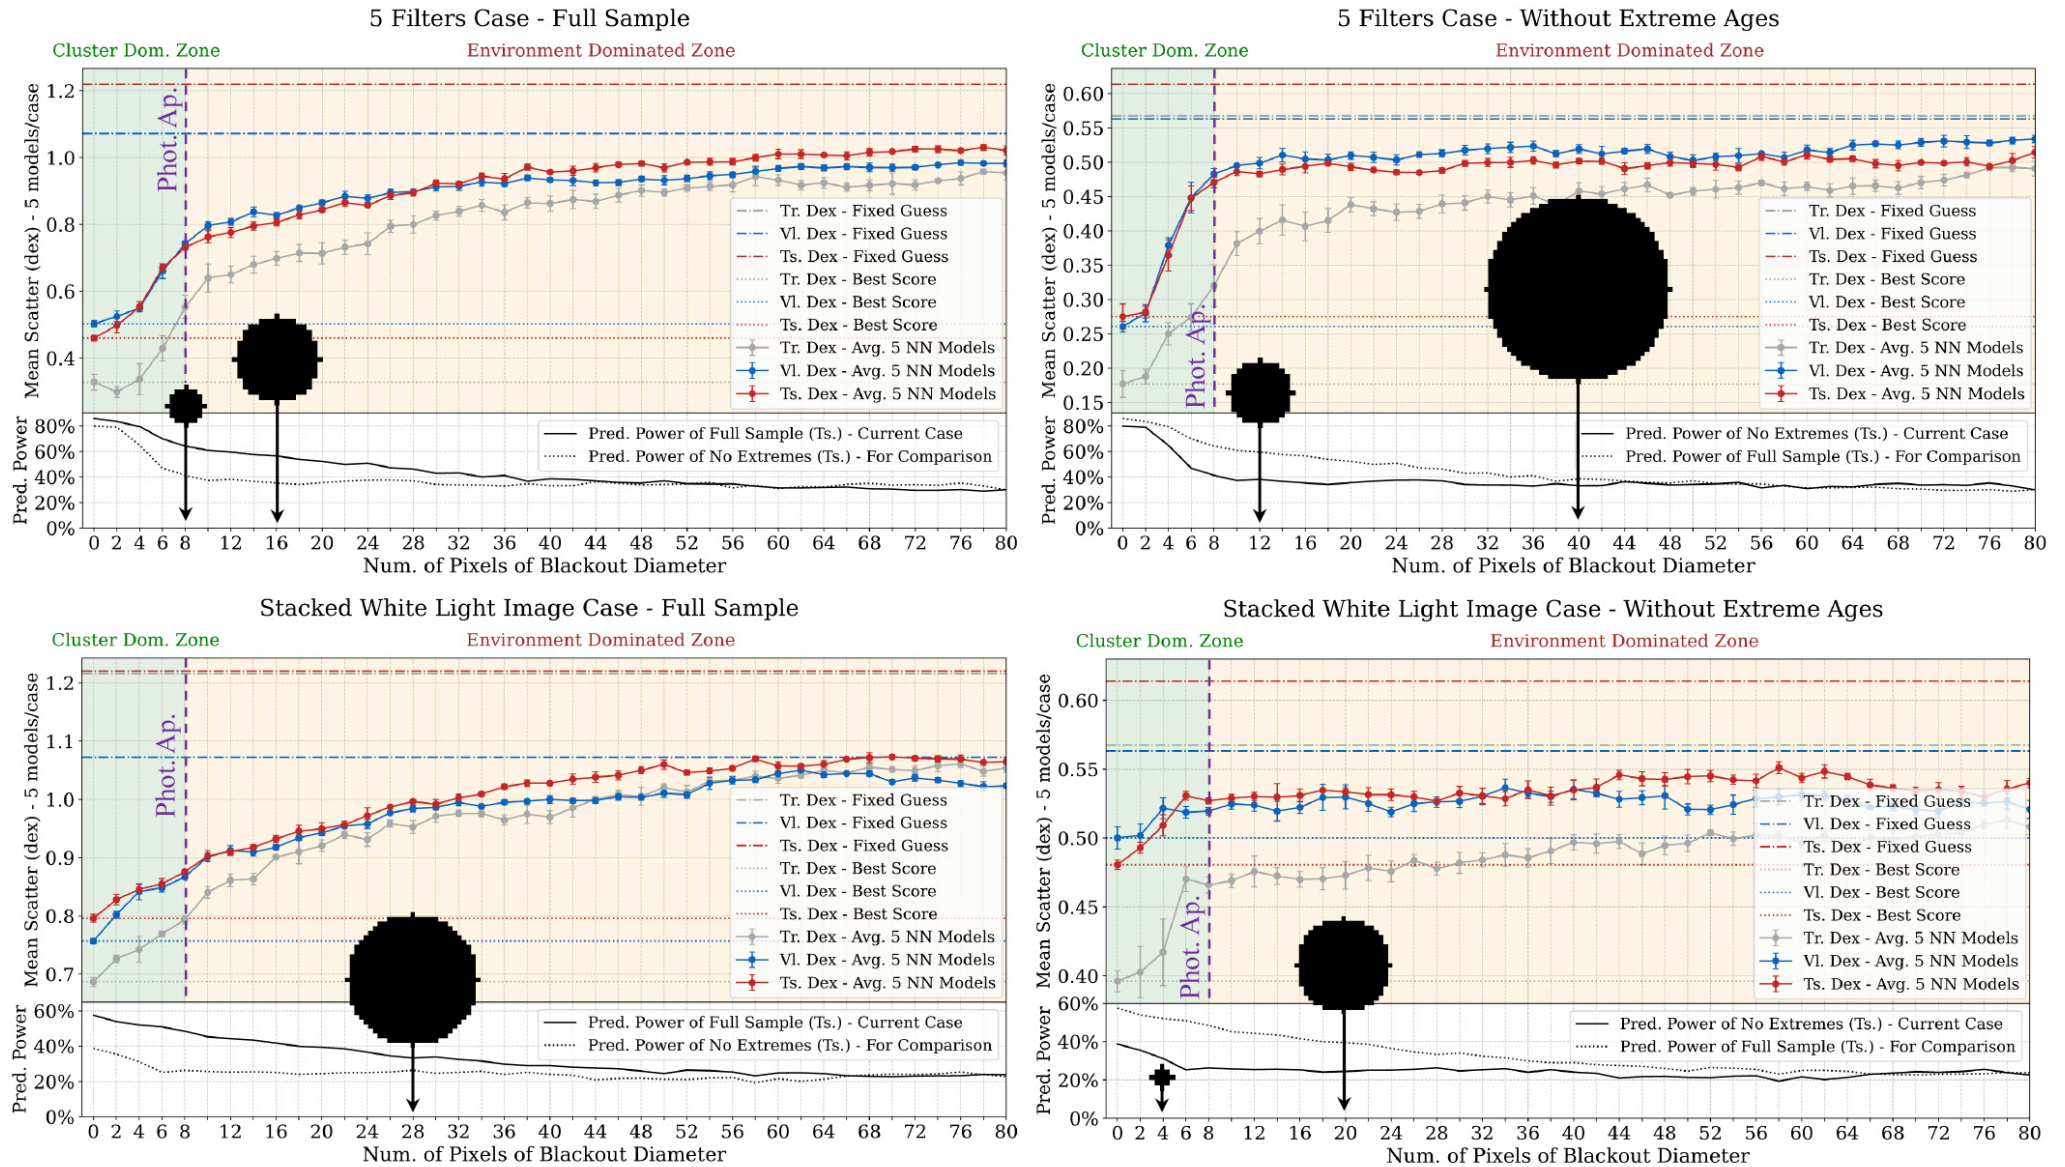 5 Filters Case - Full Sample
Cluster Dom. Zone
Environment Dominated Zone
Mean Scatter (dex) - 5 models/case
1.2
1.0
0.8
0.6
0.4
Phot. Ap.
Tr. Dex - Fixed Guess
Vl. Dex - Fixed Guess
Ts. Dex - Fixed Guess
Tr. Dex - Best Score
Vl. Dex - Best Score
Ts. Dex - Best Score
Tr. Dex - Avg. 5 NN Models
Vl. Dex - Avg. 5 NN Models
Ts. Dex - Avg. 5 NN Models
Pred. Power
80%
60%
40%
20%
0%
Pred. Power of Full Sample (Ts.) - Current Case
Pred. Power of No Extremes (Ts.) - For Comparison
0 2 4 6 8 12 16 20 24 28 32 36 40 44 48 52 56 60 64 68 72 76 80
Num. of Pixels of Blackout Diameter
5 Filters Case - Without Extreme Ages
Cluster Dom. Zone
Environment Dominated Zone
Mean Scatter (dex) - 5 models/case
0.60
0.55
0.50
0.45
0.40
0.35
0.30
0.25
0.20
0.15
Phot. Ap.
Tr. Dex - Fixed Guess
Vl. Dex - Fixed Guess
Ts. Dex - Fixed Guess
Tr. Dex - Best Score
Vl. Dex - Best Score
Ts. Dex - Best Score
Tr. Dex - Avg. 5 NN Models
Vl. Dex - Avg. 5 NN Models
Ts. Dex - Avg. 5 NN Models
Pred. Power
80%
60%
40%
20%
0%
Pred. Power of No Extremes (Ts.) - Current Case
Pred. Power of Full Sample (Ts.) - For Comparison
0 2 4 6 8 12 16 20 24 28 32 36 40 44 48 52 56 60 64 68 72 76 80
Num. of Pixels of Blackout Diameter
Stacked White Light Image Case - Full Sample
Cluster Dom. Zone
Environment Dominated Zone
Mean Scatter (dex) - 5 models/case
1.2
1.1
1.0
0.9
0.8
0.7
Phot. Ap.
Tr. Dex - Fixed Guess
Vl. Dex - Fixed Guess
Ts. Dex - Fixed Guess
Tr. Dex - Best Score
Vl. Dex - Best Score
Ts. Dex - Best Score
Tr. Dex - Avg. 5 NN Models
Vl. Dex - Avg. 5 NN Models
Ts. Dex - Avg. 5 NN Models
Pred. Power
60%
40%
20%
0%
Pred. Power of Full Sample (Ts.) - Current Case
Pred. Power of No Extremes (Ts.) - For Comparison
0 2 4 6 8 12 16 20 24 28 32 36 40 44 48 52 56 60 64 68 72 76 80
Num. of Pixels of Blackout Diameter
Stacked White Light Image Case - Without Extreme Ages
Cluster Dom. Zone
Environment Dominated Zone
Mean Scatter (dex) - 5 models/case
0.60
0.55
0.50
0.45
0.40
Phot. Ap.
Tr. Dex - Fixed Guess
Vl. Dex - Fixed Guess
Ts. Dex - Fixed Guess
Tr. Dex - Best Score
Vl. Dex - Best Score
Ts. Dex - Best Score
Tr. Dex - Avg. 5 NN Models
Vl. Dex - Avg. 5 NN Models
Ts. Dex - Avg. 5 NN Models
Pred. Power
60%
40%
20%
0%
Pred. Power of No Extremes (Ts.) - Current Case
Pred. Power of Full Sample (Ts.) - For Comparison
0 2 4 6 8 12 16 20 24 28 32 36 40 44 48 52 56 60 64 68 72 76 80
Num. of Pixels of Blackout Diameter